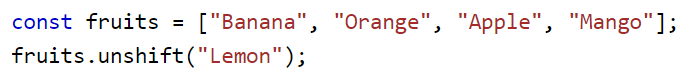 const fruits = ["Banana", "Orange", "Apple", "Mango"];
fruits.unshift("Lemon");